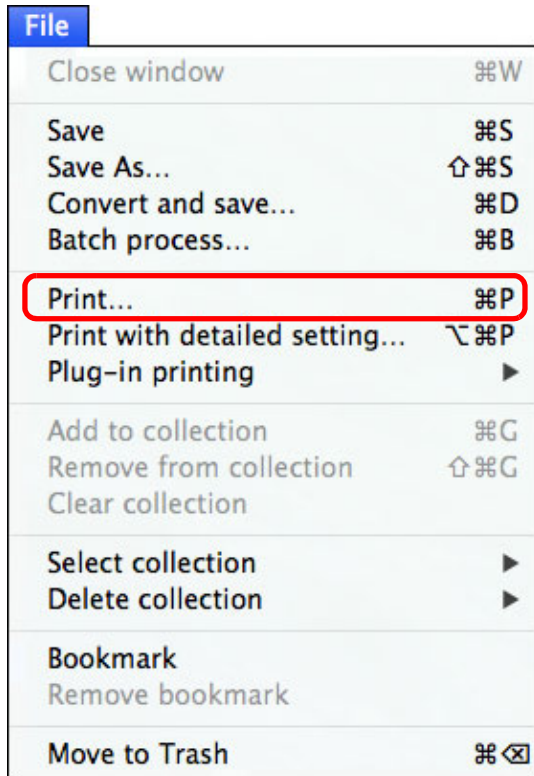 File
Close window ⌘W
Save ⌘S
Save As... ⇧⌘S
Convert and save... ⌘D
Batch process... ⌘B
Print... ⌘P
Print with detailed setting... ⌥⌘P
Plug-in printing ▶
Add to collection ⌘G
Remove from collection ⇧⌘G
Clear collection
Select collection ▶
Delete collection ▶
Bookmark
Remove bookmark
Move to Trash ⌘⌫